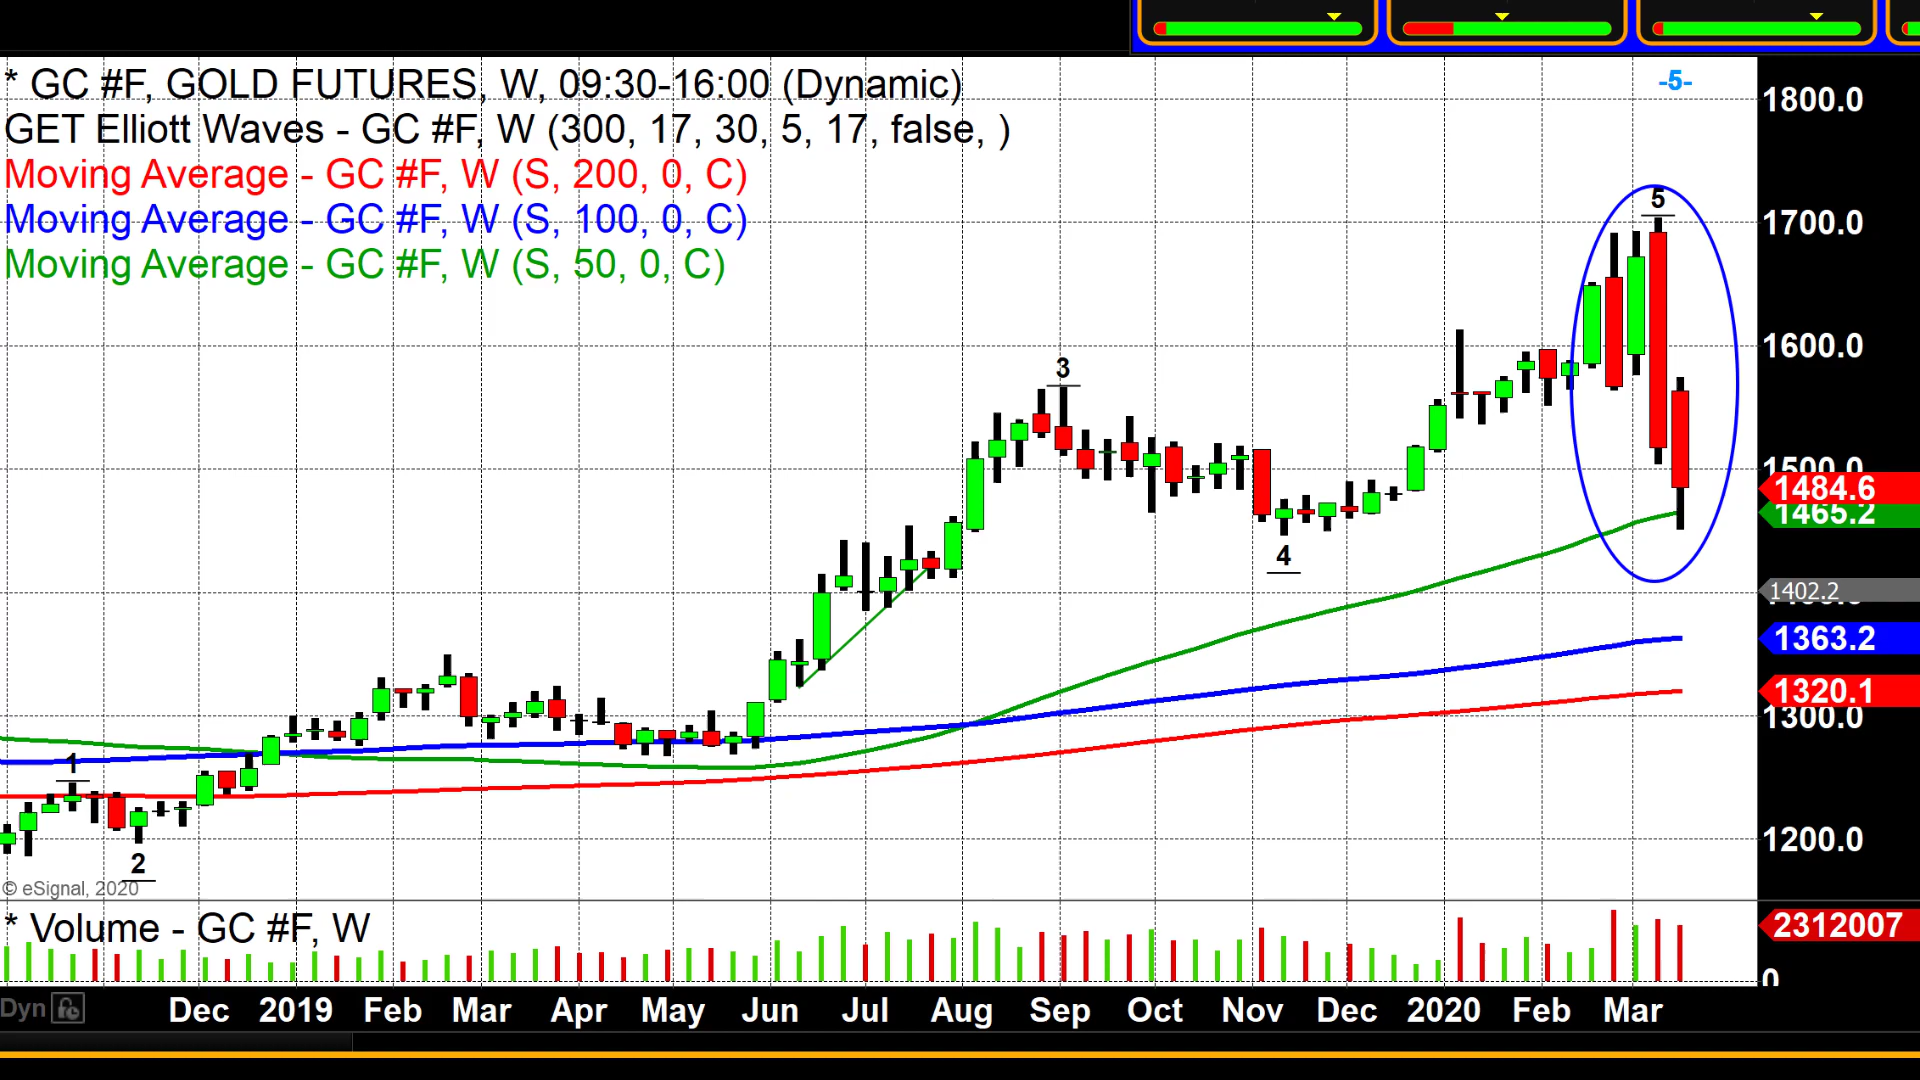 -5-
* GC #F, GOLD FUTURES, W, 09:30-16:00 (Dynamic)
1800.0
GET Elliott Waves - GC #F, W (300, 17, 30, 5, 17, false, )
Moving Average - GC #F, W (S, 200, 0, C)
5
Moving Average - GC #F, W (S, 100, 0, C)
1700.0
Moving Average - GC #F, W (S, 50, 0, C)
1600.0
3
1500.0
1484.6
1465.2
4
1402.2
1363.2
1320.1
1300.0
1
1200.0
2
© eSignal, 2020
* Volume - GC #F, W
2312007
0
Dyn
Dec 2019 Feb Mar Apr May Jun Jul Aug Sep Oct Nov Dec 2020 Feb Mar